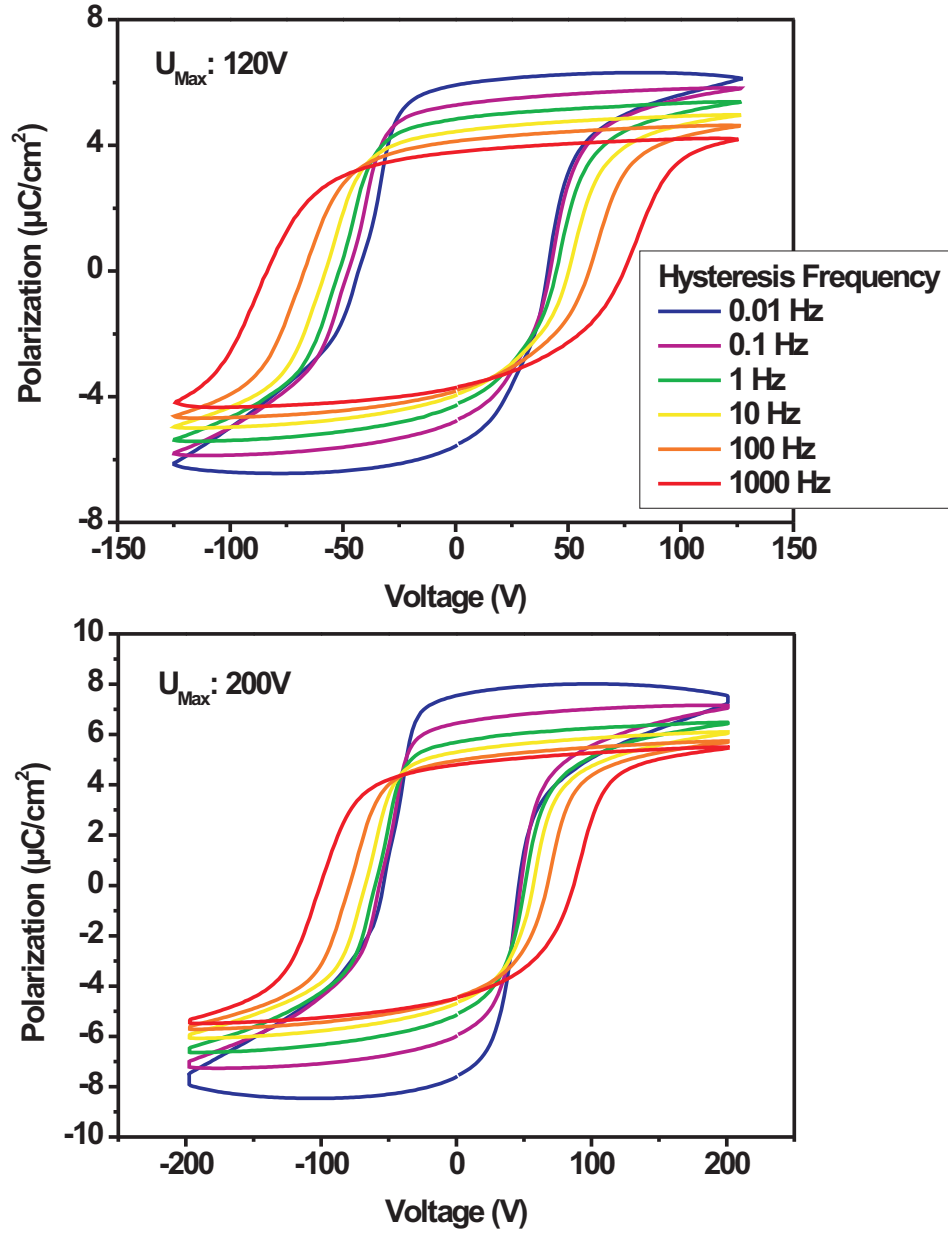 8
U_Max: 120V
4
0
-4
-8
Polarization (µC/cm²)
Hysteresis Frequency
0.01 Hz
0.1 Hz
1 Hz
10 Hz
100 Hz
1000 Hz
-150 -100 -50 0 50 100 150
Voltage (V)
10
U_Max: 200V
8
6
4
2
0
-2
-4
-6
-8
-10
Polarization (µC/cm²)
-200 -100 0 100 200
Voltage (V)